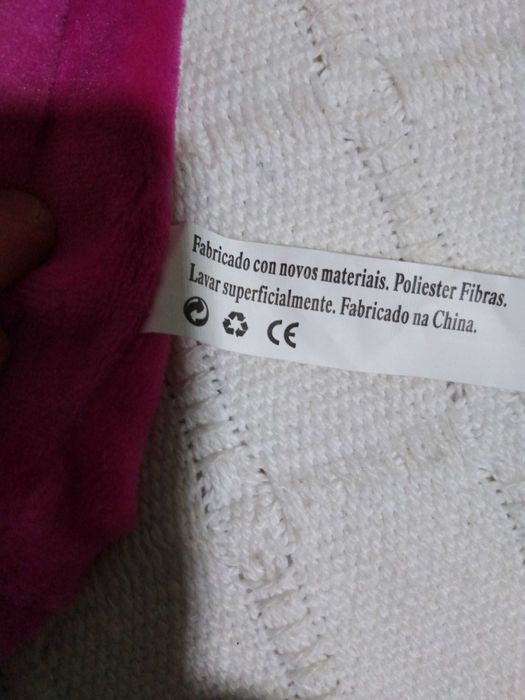 Fabricado con novos materiais. Poliester Fibras.
Lavar superficialmente. Fabricado na China.
CE